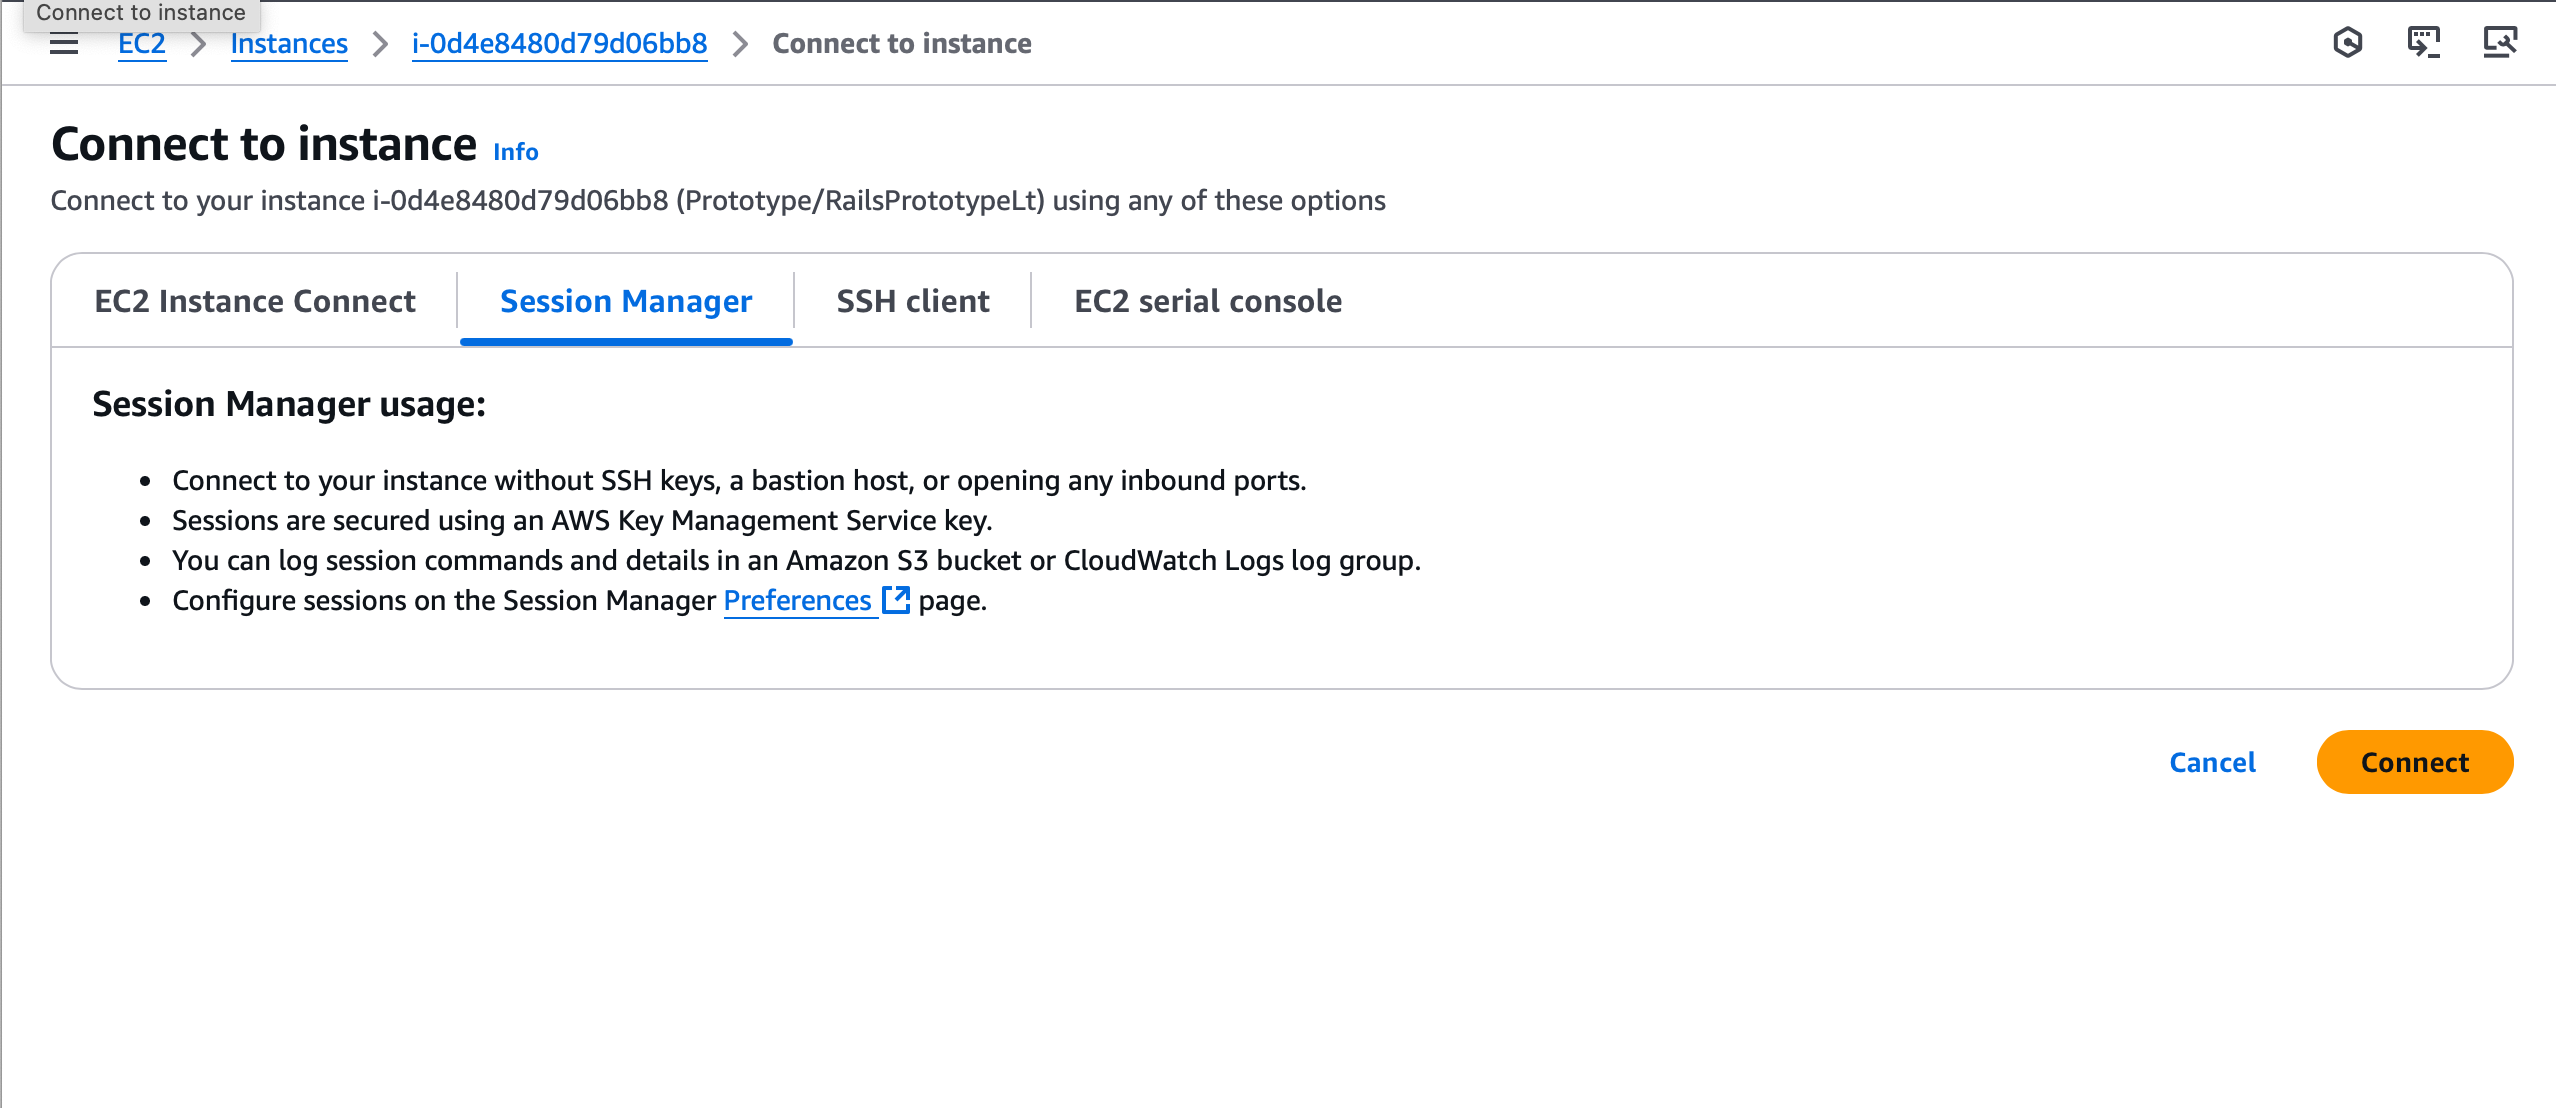 Connect to instance
EC2 Instances i-0d4e8480d79d06bb8 Connect to instance
Connect to instance Info
Connect to your instance i-0d4e8480d79d06bb8 (Prototype/RailsPrototypeLt) using any of these options
EC2 Instance Connect Session Manager SSH client EC2 serial console
Session Manager usage:
• Connect to your instance without SSH keys, a bastion host, or opening any inbound ports.
• Sessions are secured using an AWS Key Management Service key.
• You can log session commands and details in an Amazon S3 bucket or CloudWatch Logs log group.
• Configure sessions on the Session Manager Preferences page.
Cancel Connect